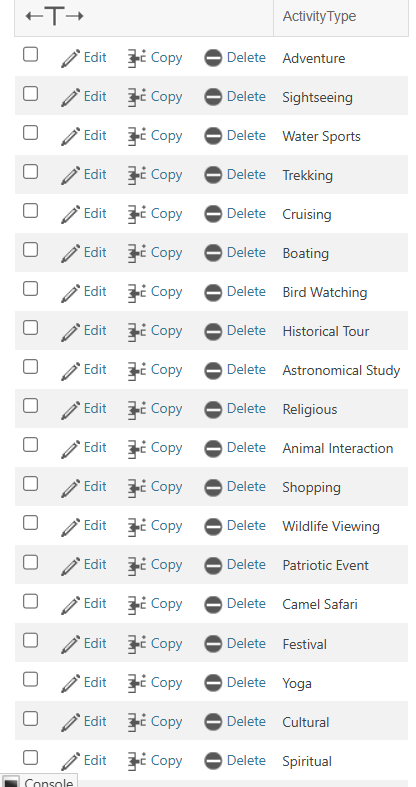 ActivityType
Edit Copy Delete Adventure
Edit Copy Delete Sightseeing
Edit Copy Delete Water Sports
Edit Copy Delete Trekking
Edit Copy Delete Cruising
Edit Copy Delete Boating
Edit Copy Delete Bird Watching
Edit Copy Delete Historical Tour
Edit Copy Delete Astronomical Study
Edit Copy Delete Religious
Edit Copy Delete Animal Interaction
Edit Copy Delete Shopping
Edit Copy Delete Wildlife Viewing
Edit Copy Delete Patriotic Event
Edit Copy Delete Camel Safari
Edit Copy Delete Festival
Edit Copy Delete Yoga
Edit Copy Delete Cultural
Edit Copy Delete Spiritual
Console